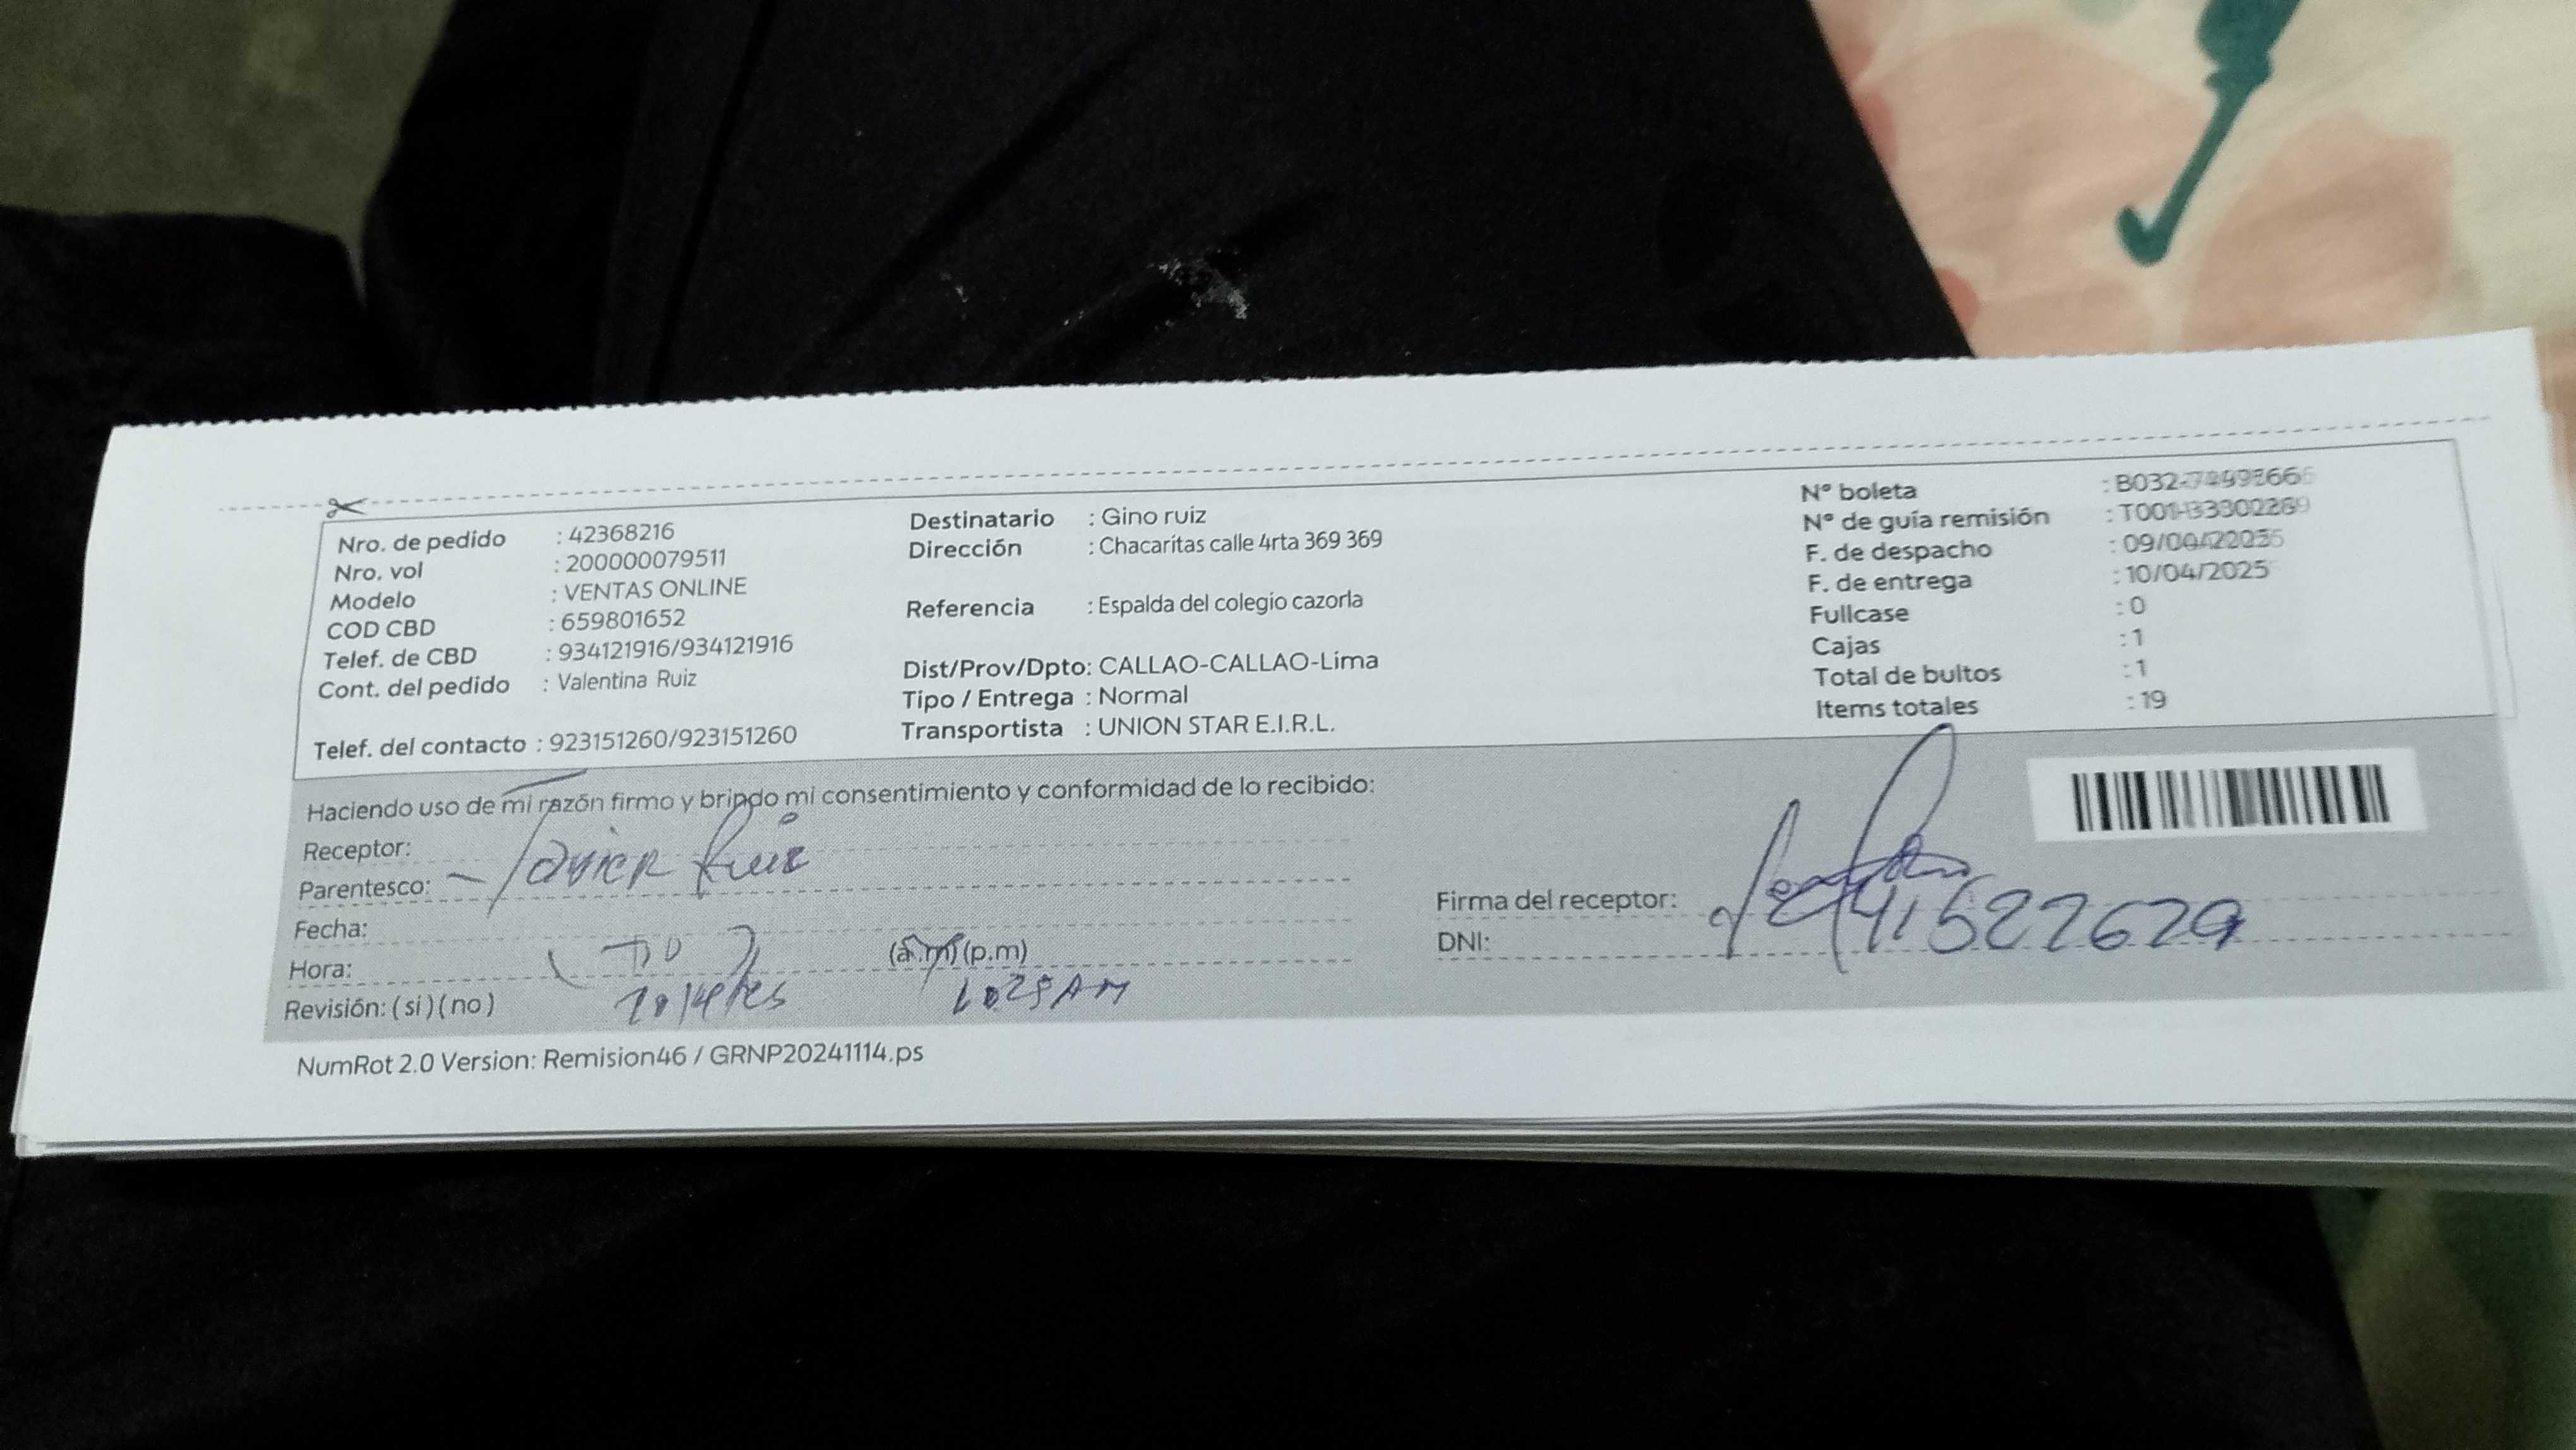 Nro. de pedido : 42368216
Nro. vol : 200000079511
Modelo : VENTAS ONLINE
COD CBD : 659801652
Telef. de CBD : 934121916/934121916
Cont. del pedido : Valentina Ruiz
Telef. del contacto : 923151260/923151260
Destinatario : Gino ruiz
Dirección : Chacaritas calle 4rta 369 369
Referencia : Espalda del colegio cazorla
Dist/Prov/Dpto: CALLAO-CALLAO-Lima
Tipo / Entrega : Normal
Transportista : UNION STAR E.I.R.L.
Nº boleta
Nº de guía remisión
F. de despacho
F. de entrega : 10/04/2025
Fullcase : 0
Cajas : 1
Total de bultos : 1
Items totales : 19
Haciendo uso de mi razón firmo y brindo mi consentimiento y conformidad de lo recibido:
Receptor:
Javier Ruiz
Parentesco:
Fecha:
Hora: (a.m)(p.m)
Revisión: (si)(no)
Firma del receptor:
DNI: 41527629
NumRot 2.0 Version: Remision46 / GRNP20241114.ps